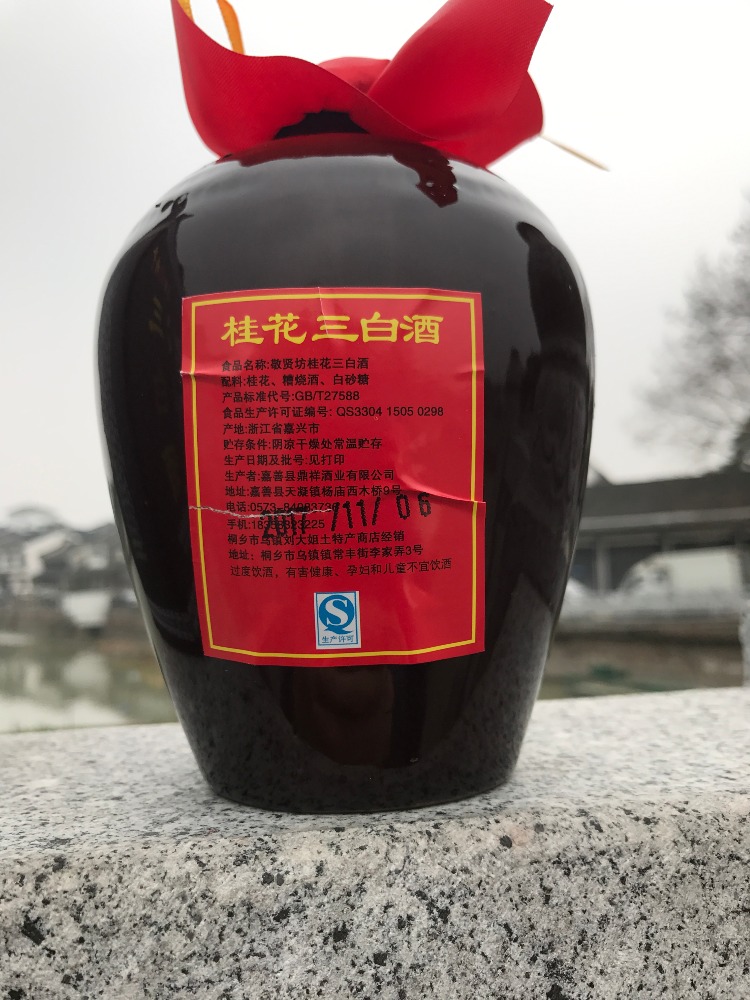 桂花三白酒
食品名称:敬贤坊桂花三白酒
配料:桂花、糟烧酒、白砂糖
产品标准代号:GB/T27588
食品生产许可证编号: QS3304 1505 0298
产地:浙江省嘉兴市
贮存条件:阴凉干燥处常温贮存
生产日期及批号:见打印
生产者:嘉善县鼎祥酒业有限公司
地址:嘉善县天凝镇杨庙西木桥9号
电话:0573-
2017 /11/ 06
手机:
桐乡市乌镇刘大姐土特产商店经销
地址: 桐乡市乌镇镇常丰街李家弄3号
过度饮酒，有害健康、孕妇和儿童不宜饮酒
生产许可